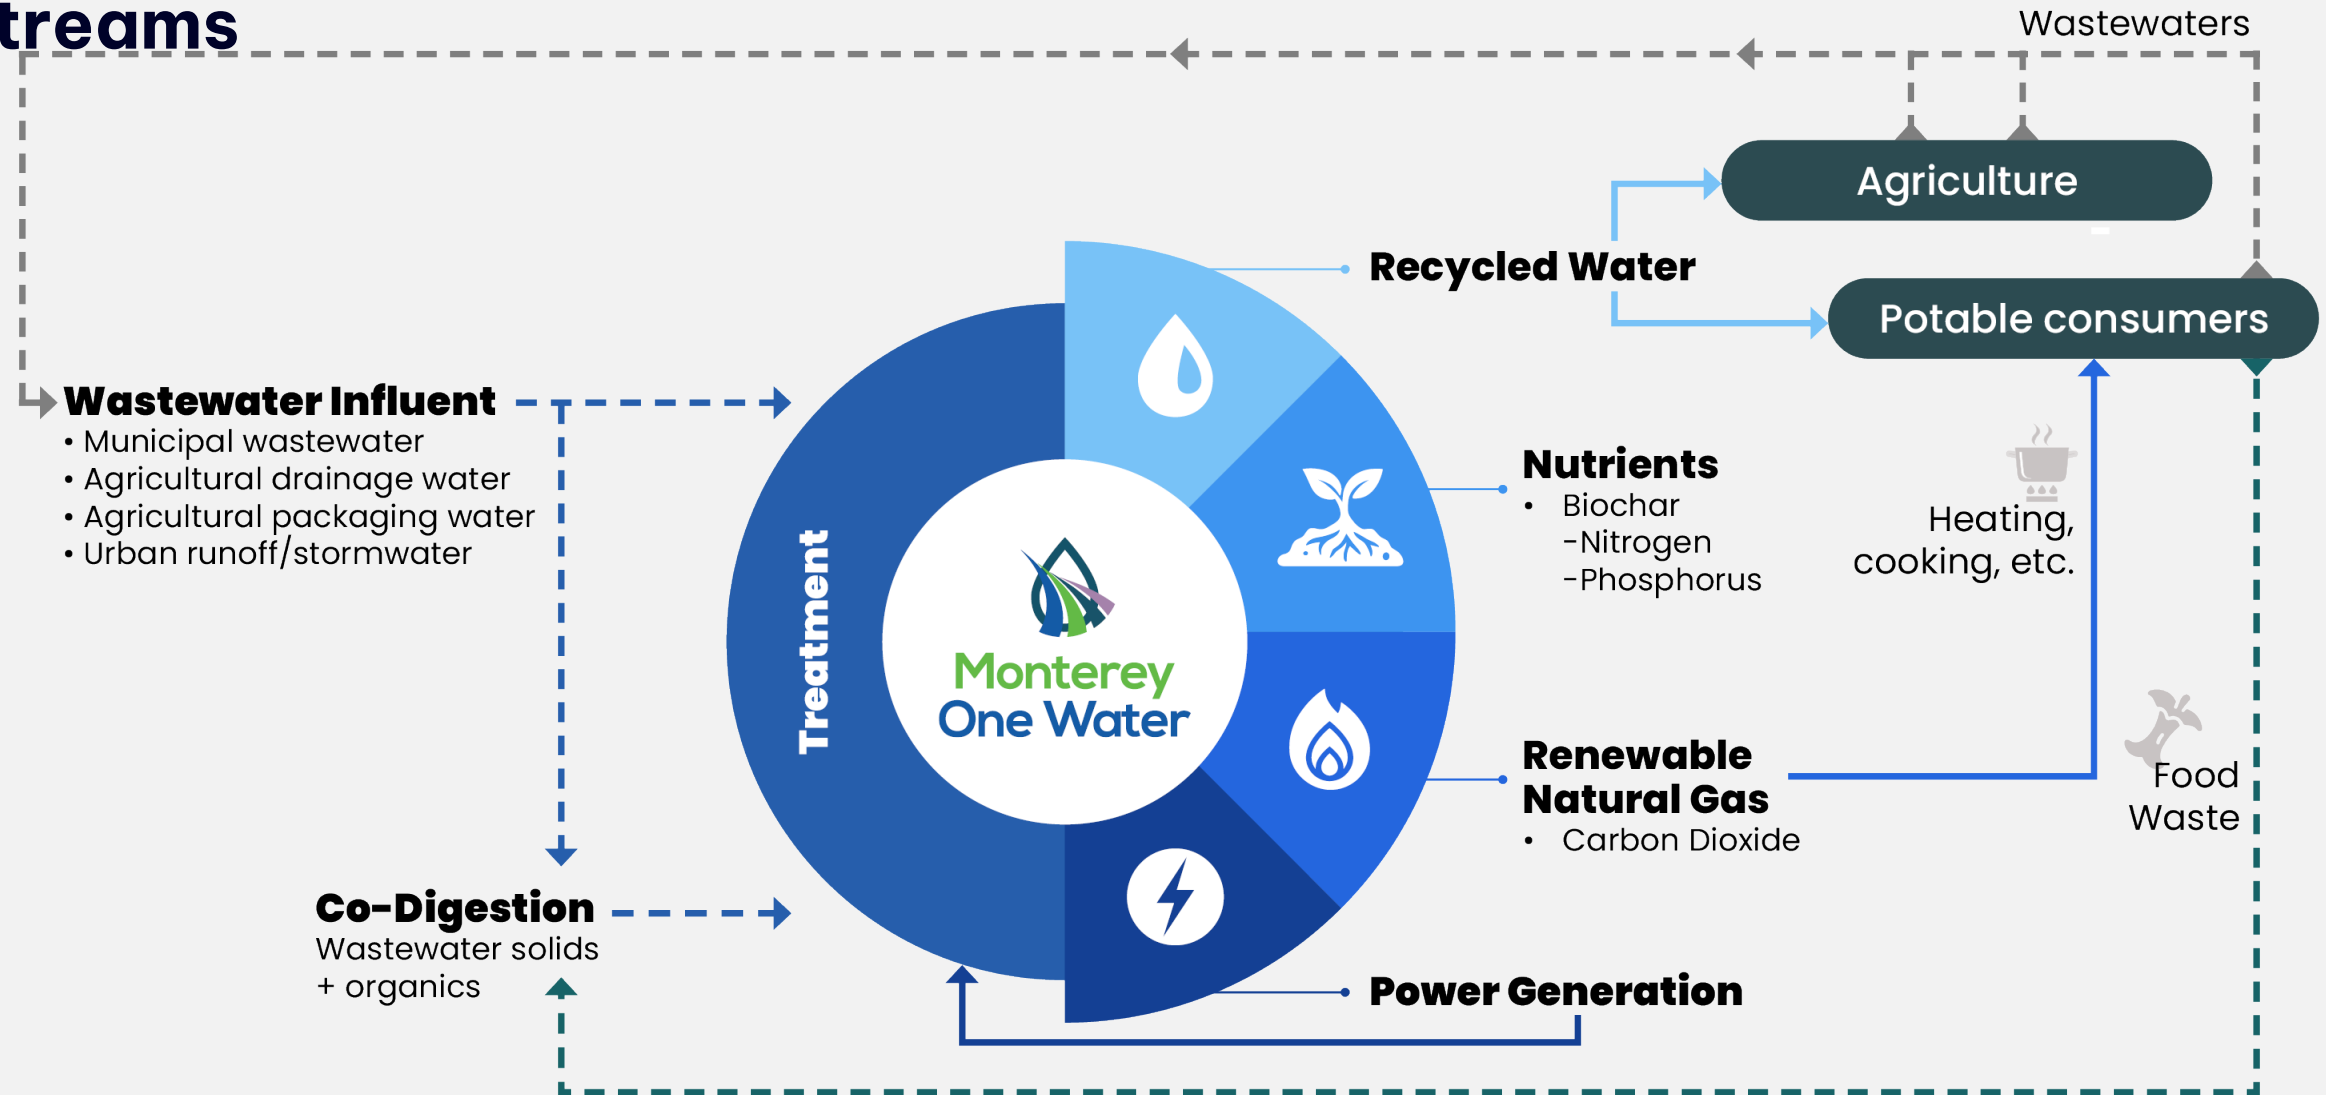 treams
Wastewaters
Agriculture
Recycled Water
Potable consumers
Wastewater Influent
• Municipal wastewater
• Agricultural drainage water
• Agricultural packaging water
• Urban runoff/stormwater
Treatment
Monterey
One Water
Nutrients
• Biochar
-Nitrogen
-Phosphorus
Heating,
cooking, etc.
Renewable
Natural Gas
• Carbon Dioxide
Food
Waste
Co-Digestion
Wastewater solids
+ organics
Power Generation